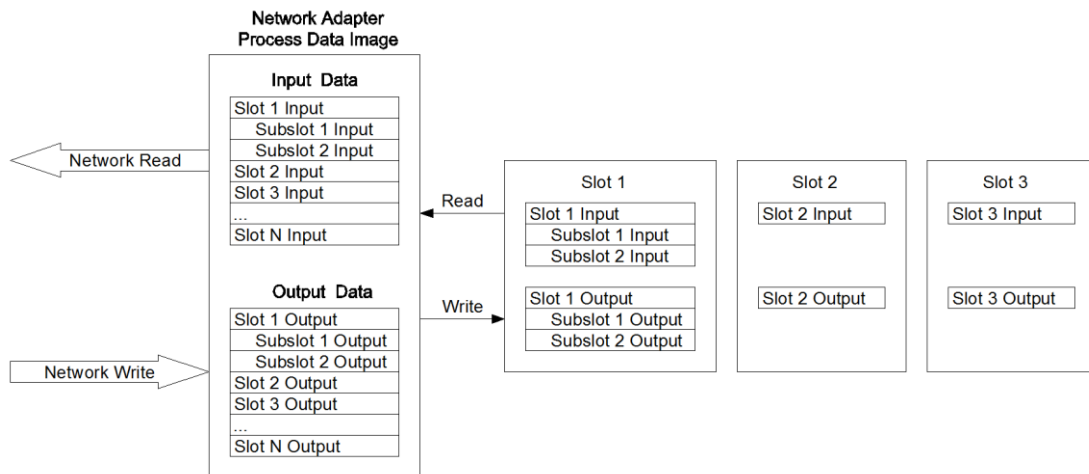 Network Adapter
Process Data Image
Input Data
Slot 1 Input
Subslot 1 Input
Subslot 2 Input
Slot 2 Input
Slot 3 Input
...
Slot N Input
Network Read
Output Data
Slot 1 Output
Subslot 1 Output
Subslot 2 Output
Slot 2 Output
Slot 3 Output
...
Slot N Output
Network Write
Read
Write
Slot 1
Slot 1 Input
Subslot 1 Input
Subslot 2 Input
Slot 1 Output
Subslot 1 Output
Subslot 2 Output
Slot 2
Slot 2 Input
Slot 2 Output
Slot 3
Slot 3 Input
Slot 3 Output